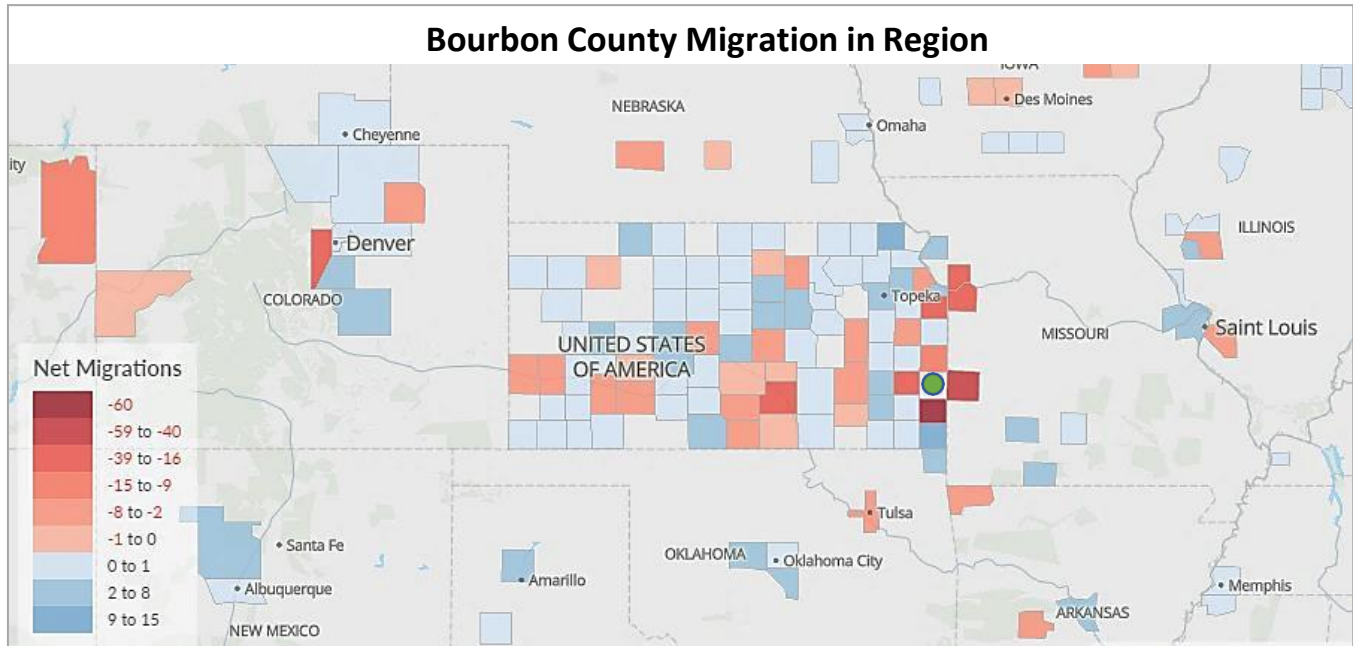 Bourbon County Migration in Region
IOWA
NEBRASKA
Des Moines
Cheyenne
Omaha
ity
ILLINOIS
Denver
COLORADO
Topeka
MISSOURI
Saint Louis
UNITED STATES
OF AMERICA
Net Migrations
-60
-59 to -40
-39 to -16
-15 to -9
-8 to -2
-1 to 0
0 to 1
2 to 8
9 to 15
Tulsa
Santa Fe
OKLAHOMA
Oklahoma City
Amarillo
Albuquerque
Memphis
ARKANSAS
NEW MEXICO